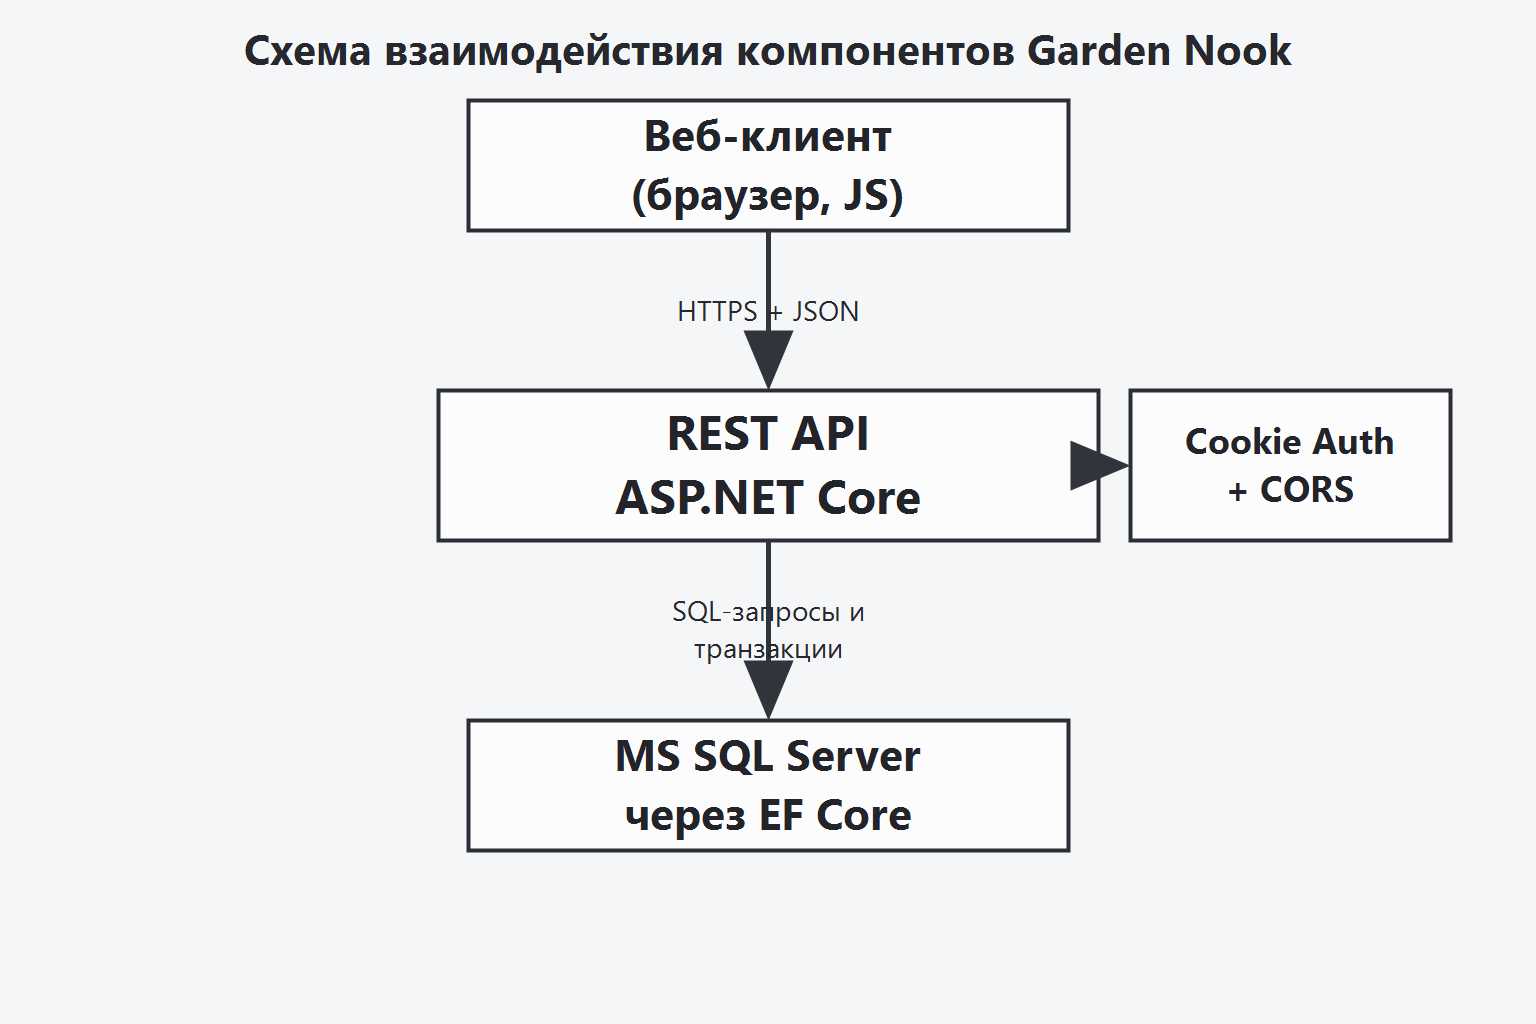 Схема взаимодействия компонентов Garden Nook
Веб-клиент
(браузер, JS)
HTTPS + JSON
REST API
ASP.NET Core
Cookie Auth
+ CORS
SQL-запросы и
транзакции
MS SQL Server
через EF Core